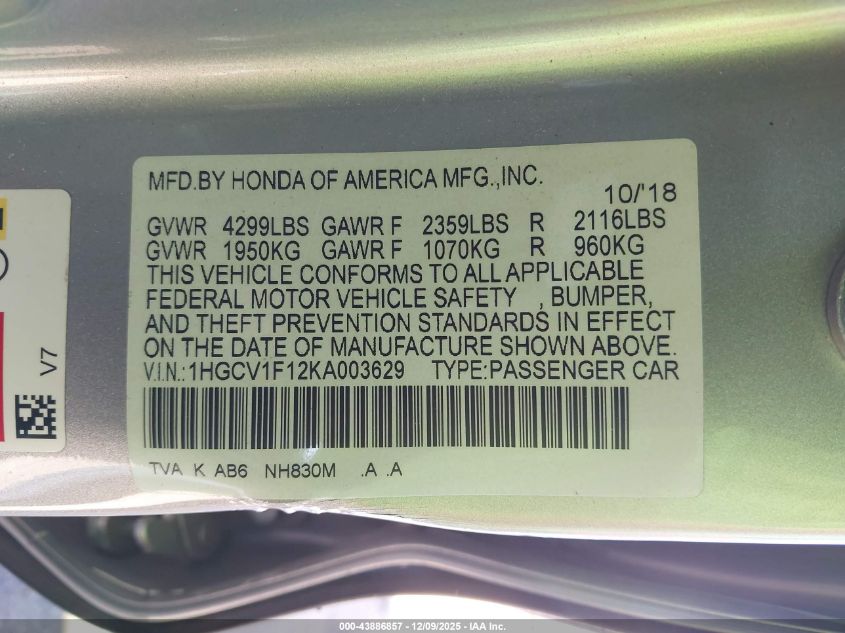 MFD.BY HONDA OF AMERICA MFG.,INC.
10/'18
GVWR 4299LBS GAWR F 2359LBS R 2116LBS
GVWR 1950KG GAWR F 1070KG R 960KG
THIS VEHICLE CONFORMS TO ALL APPLICABLE
FEDERAL MOTOR VEHICLE SAFETY , BUMPER,
AND THEFT PREVENTION STANDARDS IN EFFECT
ON THE DATE OF MANUFACTURE SHOWN ABOVE.
V.I.N.:1HGCV1F12KA003629 TYPE:PASSENGER CAR
TVA K AB6 NH830M .A .A
V7
000-43886857 - 12/09/2025 - IAA Inc.